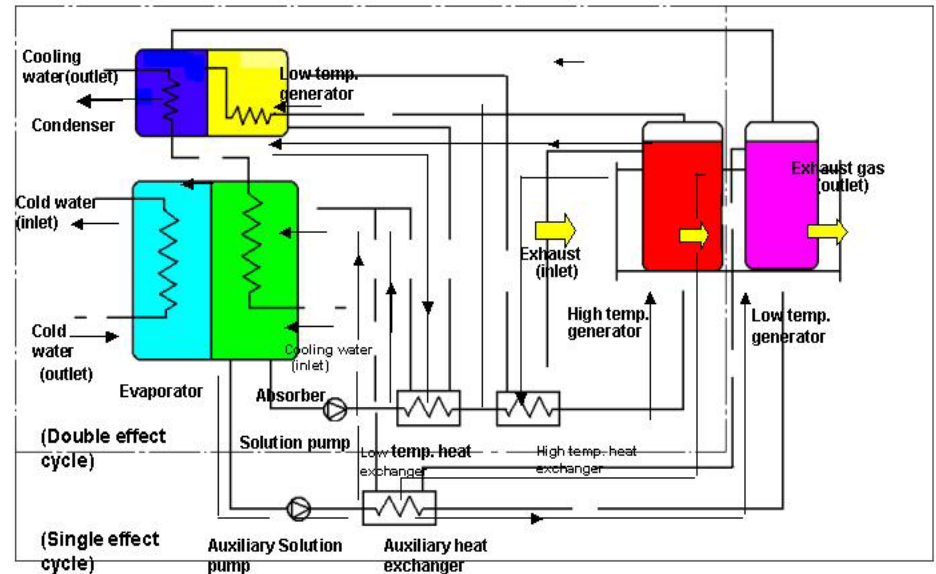 Cooling
water(outlet)
Condenser
Low temp.
generator
Cold water
(inlet)
Cold
water
(outlet)
Evaporator
Absorber
Cooling water
(inlet)
Exhaust
(inlet)
Exhaust gas
(outlet)
High temp.
generator
Low temp.
generator
Solution pump
Low temp. heat
exchanger
High temp. heat
exchanger
(Double effect
cycle)
Auxiliary Solution
pump
Auxiliary heat
exchanger
(Single effect
cycle)